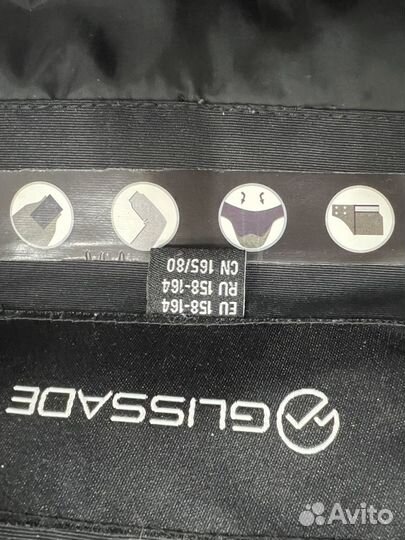 EU 158-164
RU 158-164
CN 165/80
GLISSADE
Avito